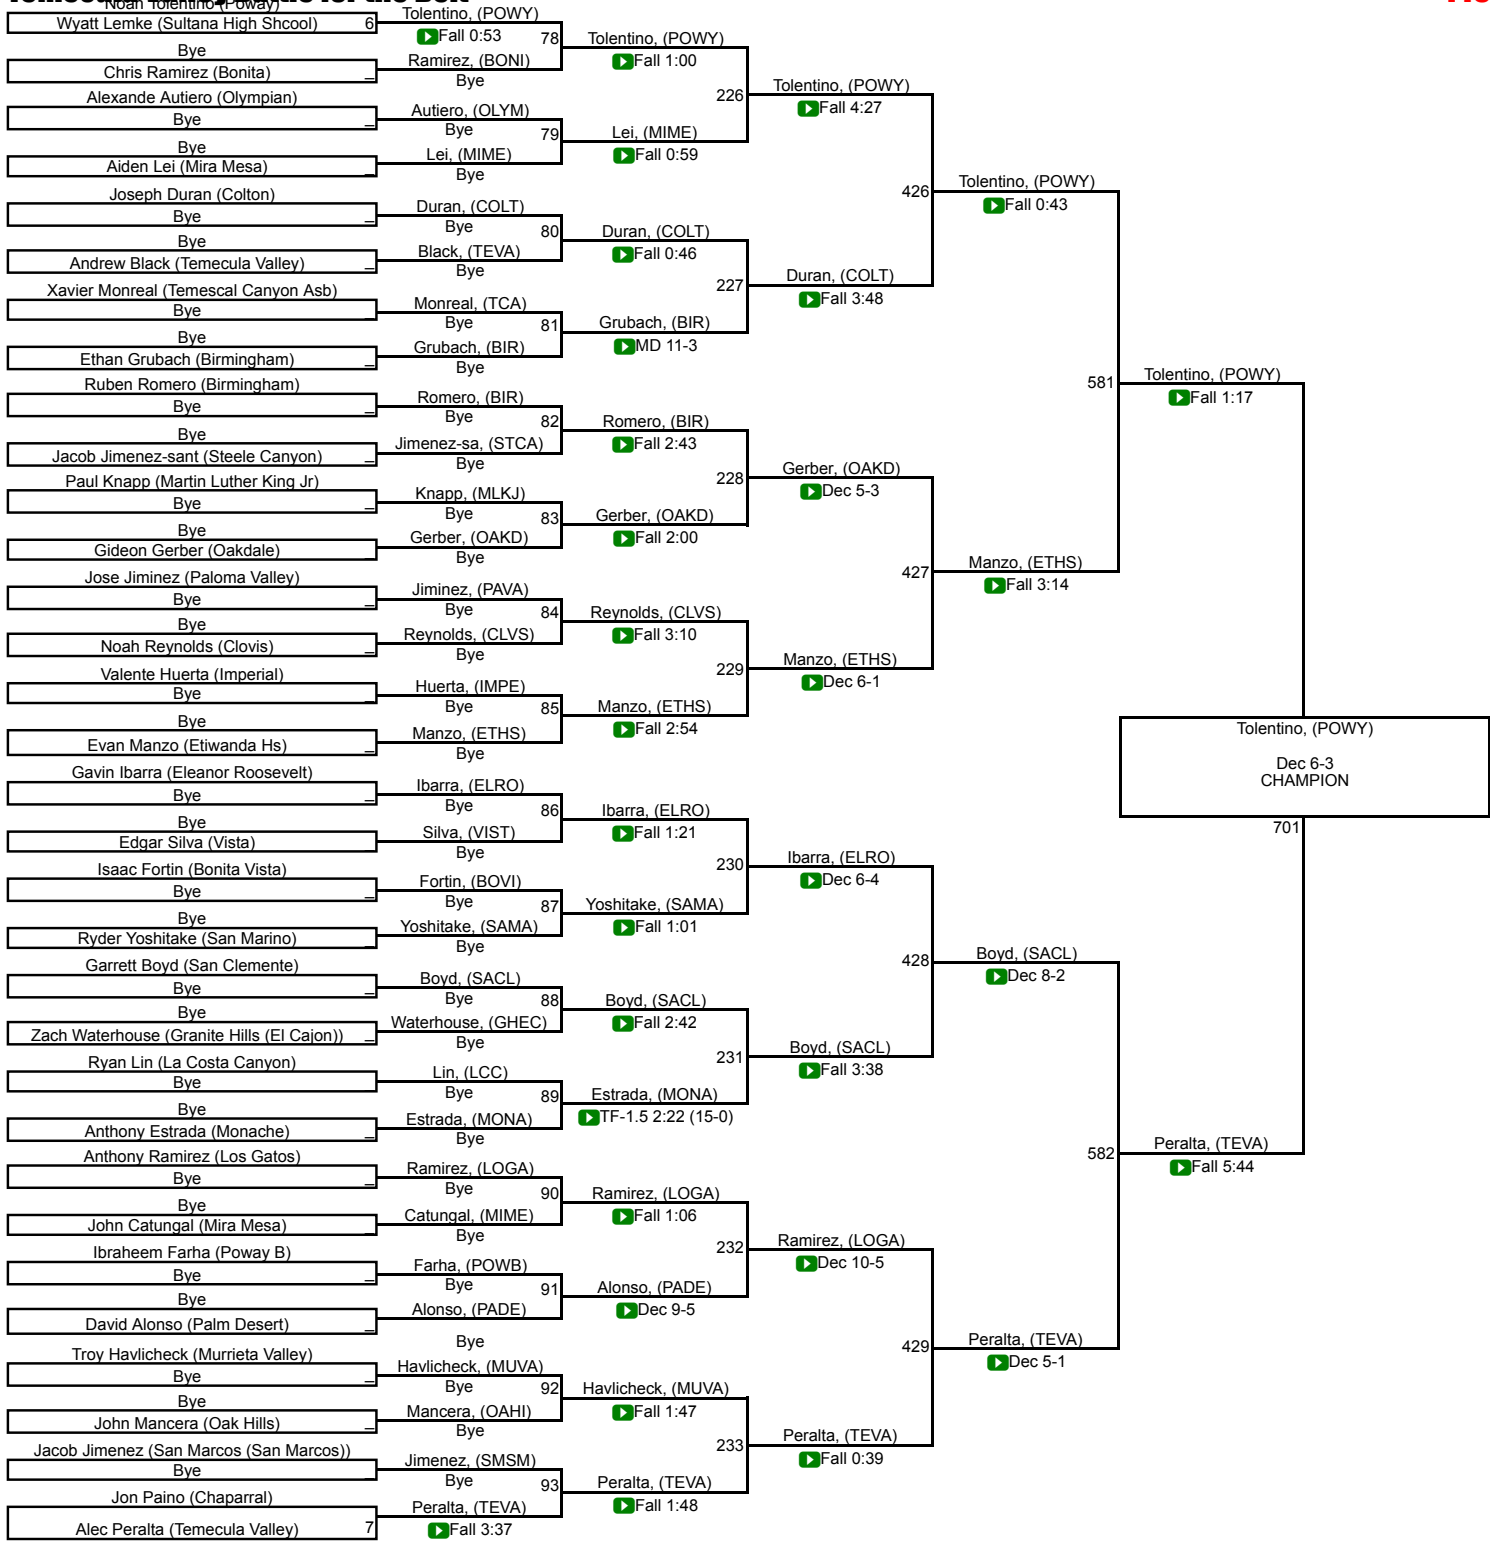 Noah Tolentino (Poway)
Wyatt Lemke (Sultana High Shcool) 6
Bye
Chris Ramirez (Bonita) _
Alexande Autiero (Olympian)
Bye _
Bye
Aiden Lei (Mira Mesa) _
Joseph Duran (Colton)
Bye _
Bye
Andrew Black (Temecula Valley) _
Xavier Monreal (Temescal Canyon Asb)
Bye _
Bye
Ethan Grubach (Birmingham) _
Ruben Romero (Birmingham)
Bye _
Bye
Jacob Jimenez-sant (Steele Canyon) _
Paul Knapp (Martin Luther King Jr)
Bye _
Bye
Gideon Gerber (Oakdale) _
Jose Jiminez (Paloma Valley)
Bye _
Bye
Noah Reynolds (Clovis) _
Valente Huerta (Imperial)
Bye _
Bye
Evan Manzo (Etiwanda Hs) _
Gavin Ibarra (Eleanor Roosevelt)
Bye _
Bye
Edgar Silva (Vista) _
Isaac Fortin (Bonita Vista)
Bye _
Bye
Ryder Yoshitake (San Marino) _
Garrett Boyd (San Clemente)
Bye _
Bye
Zach Waterhouse (Granite Hills (El Cajon)) _
Ryan Lin (La Costa Canyon)
Bye _
Bye
Anthony Estrada (Monache) _
Anthony Ramirez (Los Gatos)
Bye _
Bye
John Catungal (Mira Mesa) _
Ibraheem Farha (Poway B)
Bye _
Bye
David Alonso (Palm Desert) _
Troy Havlicheck (Murrieta Valley)
Bye _
Bye
John Mancera (Oak Hills) _
Jacob Jimenez (San Marcos (San Marcos))
Bye _
Jon Paino (Chaparral)
Alec Peralta (Temecula Valley) 7
Tolentino, (POWY)
Fall 0:53
78
Ramirez, (BONI)
Bye
Autiero, (OLYM)
Bye
79
Lei, (MIME)
Bye
Duran, (COLT)
Bye
80
Black, (TEVA)
Bye
Monreal, (TCA)
Bye
81
Grubach, (BIR)
Bye
Romero, (BIR)
Bye
82
Jimenez-sa, (STCA)
Bye
Knapp, (MLKJ)
Bye
83
Gerber, (OAKD)
Bye
Jiminez, (PAVA)
Bye
84
Reynolds, (CLVS)
Bye
Huerta, (IMPE)
Bye
85
Manzo, (ETHS)
Bye
Ibarra, (ELRO)
Bye
86
Silva, (VIST)
Bye
Fortin, (BOVI)
Bye
87
Yoshitake, (SAMA)
Bye
Boyd, (SACL)
Bye
88
Waterhouse, (GHEC)
Bye
Lin, (LCC)
Bye
89
Estrada, (MONA)
Bye
Ramirez, (LOGA)
Bye
90
Catungal, (MIME)
Bye
Farha, (POWB)
Bye
91
Alonso, (PADE)
Bye
Havlicheck, (MUVA)
Bye
92
Mancera, (OAHI)
Bye
Jimenez, (SMSM)
Bye
93
Peralta, (TEVA)
Fall 3:37
Tolentino, (POWY)
Fall 1:00
226
Lei, (MIME)
Fall 0:59
Duran, (COLT)
Fall 0:46
227
Grubach, (BIR)
MD 11-3
Romero, (BIR)
Fall 2:43
228
Gerber, (OAKD)
Fall 2:00
Reynolds, (CLVS)
Fall 3:10
229
Manzo, (ETHS)
Fall 2:54
Ibarra, (ELRO)
Fall 1:21
230
Yoshitake, (SAMA)
Fall 1:01
Boyd, (SACL)
Fall 2:42
231
Estrada, (MONA)
TF-1.5 2:22 (15-0)
Ramirez, (LOGA)
Fall 1:06
232
Alonso, (PADE)
Dec 9-5
Havlicheck, (MUVA)
Fall 1:47
233
Peralta, (TEVA)
Fall 1:48
Tolentino, (POWY)
Fall 4:27
426
Duran, (COLT)
Fall 3:48
Gerber, (OAKD)
Dec 5-3
427
Manzo, (ETHS)
Dec 6-1
Ibarra, (ELRO)
Dec 6-4
428
Boyd, (SACL)
Fall 3:38
Ramirez, (LOGA)
Dec 10-5
429
Peralta, (TEVA)
Fall 0:39
Tolentino, (POWY)
Fall 0:43
581
Manzo, (ETHS)
Fall 3:14
Boyd, (SACL)
Dec 8-2
582
Peralta, (TEVA)
Dec 5-1
Tolentino, (POWY)
Fall 1:17
Peralta, (TEVA)
Fall 5:44
Tolentino, (POWY)
Dec 6-3
CHAMPION
701